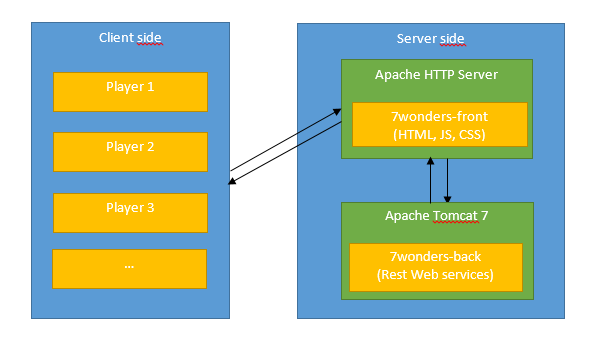 Client side
Player 1
Player 2
Player 3
...
Server side
Apache HTTP Server
7wonders-front
(HTML, JS, CSS)
Apache Tomcat 7
7wonders-back
(Rest Web services)